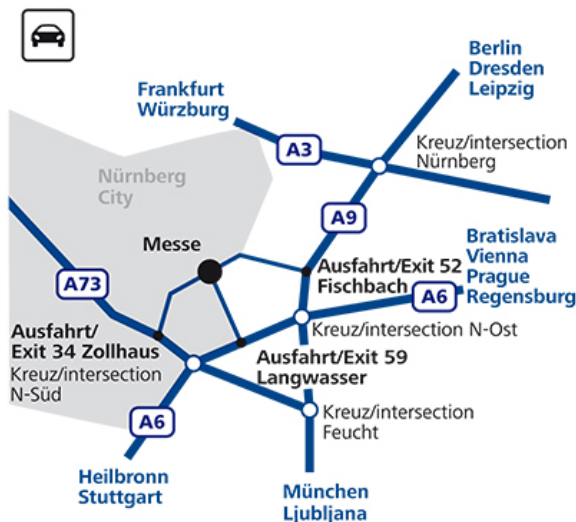 Berlin
Dresden
Leipzig
Frankfurt
Würzburg
A3
Kreuz/intersection
Nürnberg
Nürnberg
City
A9
Messe
Bratislava
Vienna
Prague
Regensburg
A73
Ausfahrt/Exit 52
Fischbach
A6
Ausfahrt/
Exit 34 Zollhaus
Kreuz/intersection
N-Süd
Kreuz/intersection N-Ost
Ausfahrt/Exit 59
Langwasser
A6
Kreuz/intersection
Feucht
Heilbronn
Stuttgart
München
Ljubljana